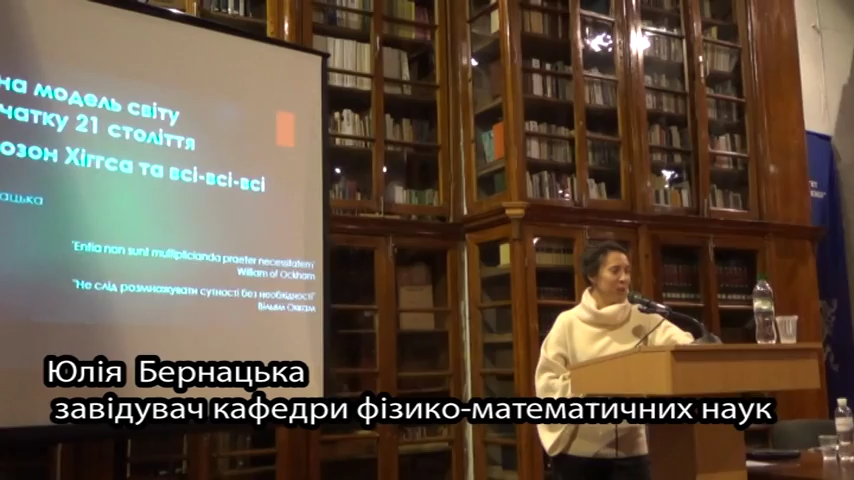 на модель світу
чатку 21 століття
озон Хіггса та всі-всі-всі
ацька
"Entia non sunt multiplicanda praeter necessitatem"
William of Ockham
"Не слід розмножувати сутності без необхідності"
Вільям Оккам
Юлія Бернацька
завідувач кафедри фізико-математичних наук